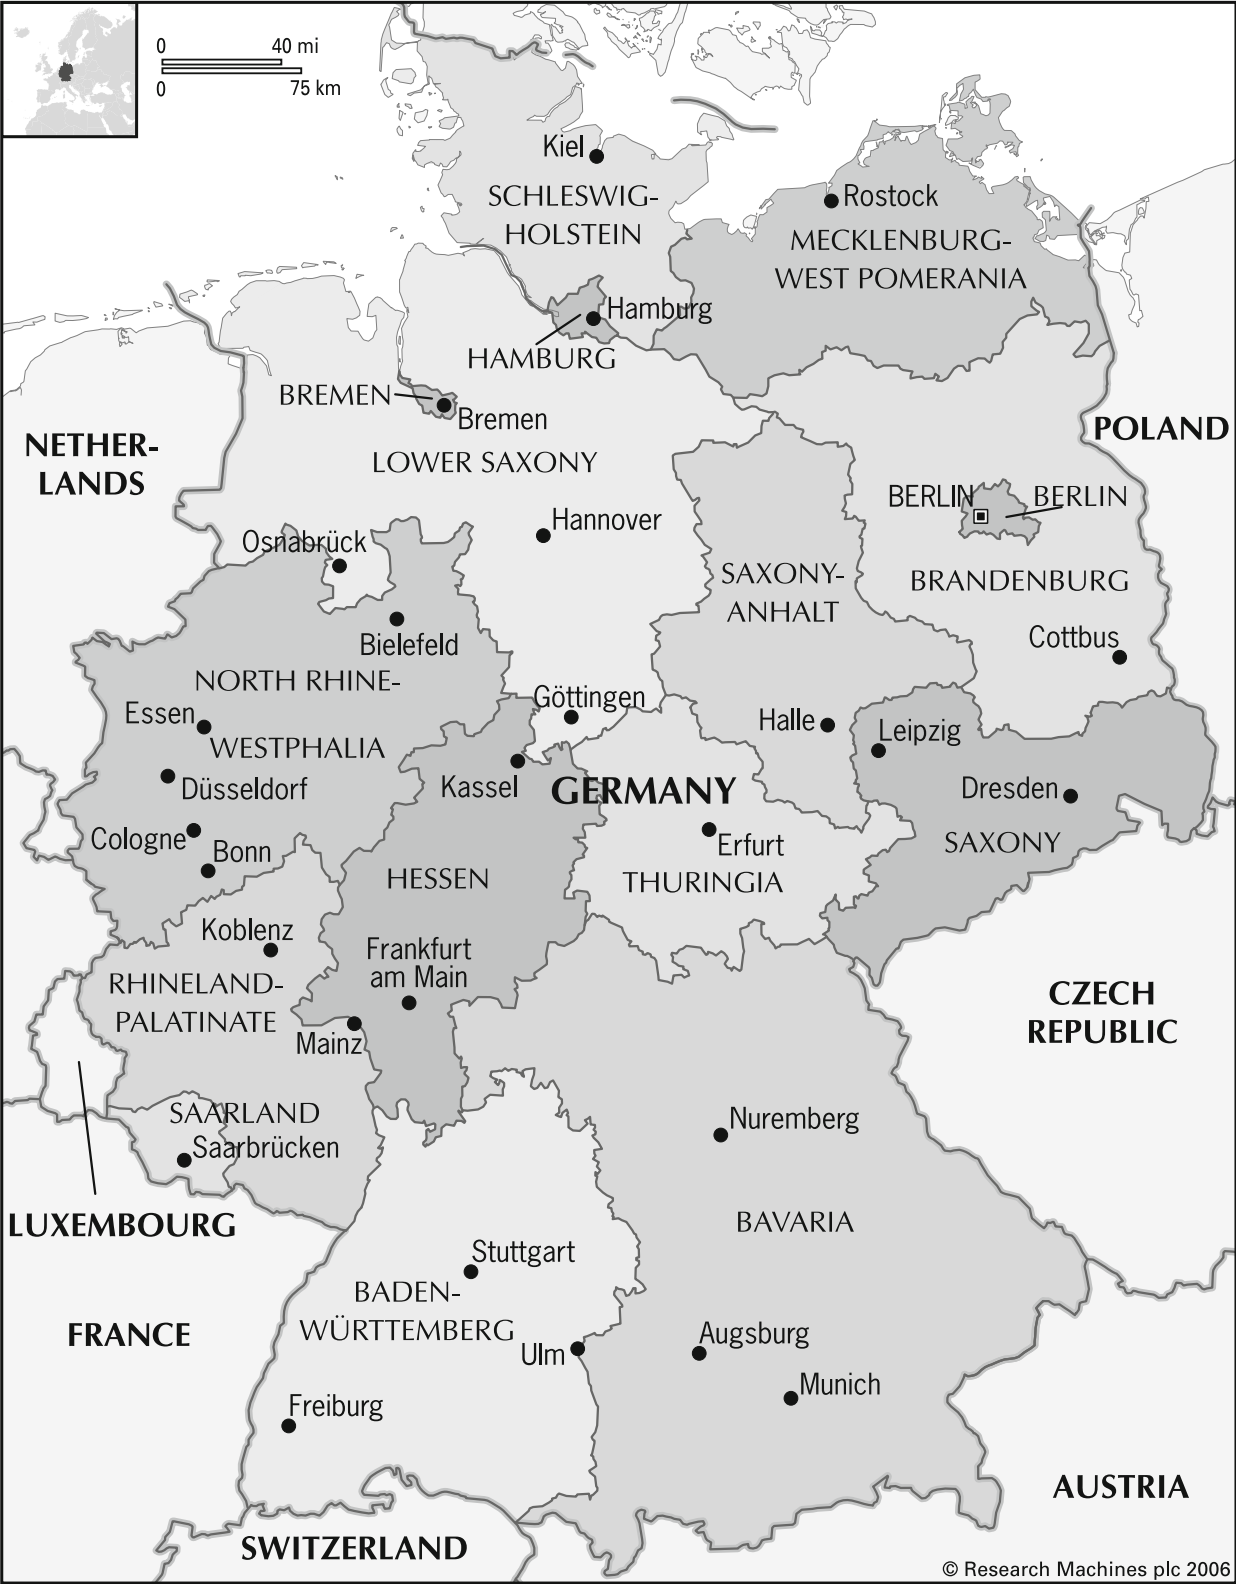 0 40 mi
0 75 km
Kiel
SCHLESWIG-
HOLSTEIN
Rostock
MECKLENBURG-
WEST POMERANIA
Hamburg
HAMBURG
BREMEN
Bremen
NETHER-
LANDS
POLAND
LOWER SAXONY
BERLIN
BERLIN
Hannover
Osnabrück
SAXONY-
ANHALT
BRANDENBURG
Bielefeld
Cottbus
NORTH RHINE-
WESTPHALIA
Göttingen
Essen
Halle
Leipzig
Kassel
GERMANY
Düsseldorf
Dresden
Cologne
Bonn
Erfurt
SAXONY
HESSEN
THURINGIA
Koblenz
Frankfurt
am Main
RHINELAND-
PALATINATE
CZECH
REPUBLIC
Mainz
SAARLAND
Saarbrücken
Nuremberg
LUXEMBOURG
BAVARIA
Stuttgart
BADEN-
WÜRTTEMBERG
FRANCE
Ulm
Augsburg
Munich
Freiburg
AUSTRIA
SWITZERLAND
© Research Machines plc 2006